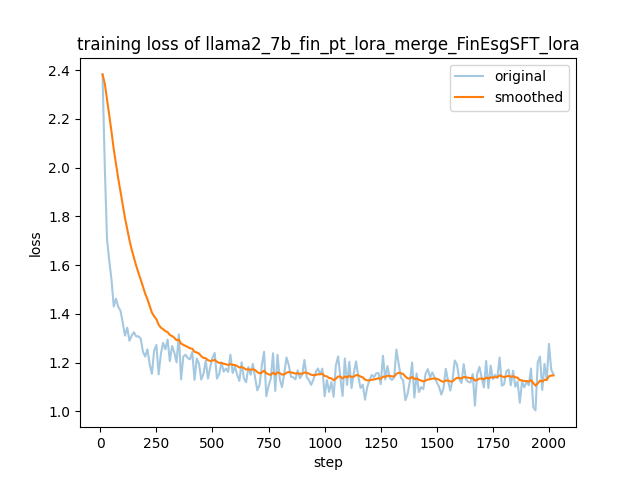 training loss of llama2_7b_fin_pt_lora_merge_FinEsgSFT_lora
original
smoothed
2.4
2.2
2.0
1.8
1.6
1.4
1.2
1.0
loss
0 250 500 750 1000 1250 1500 1750 2000
step